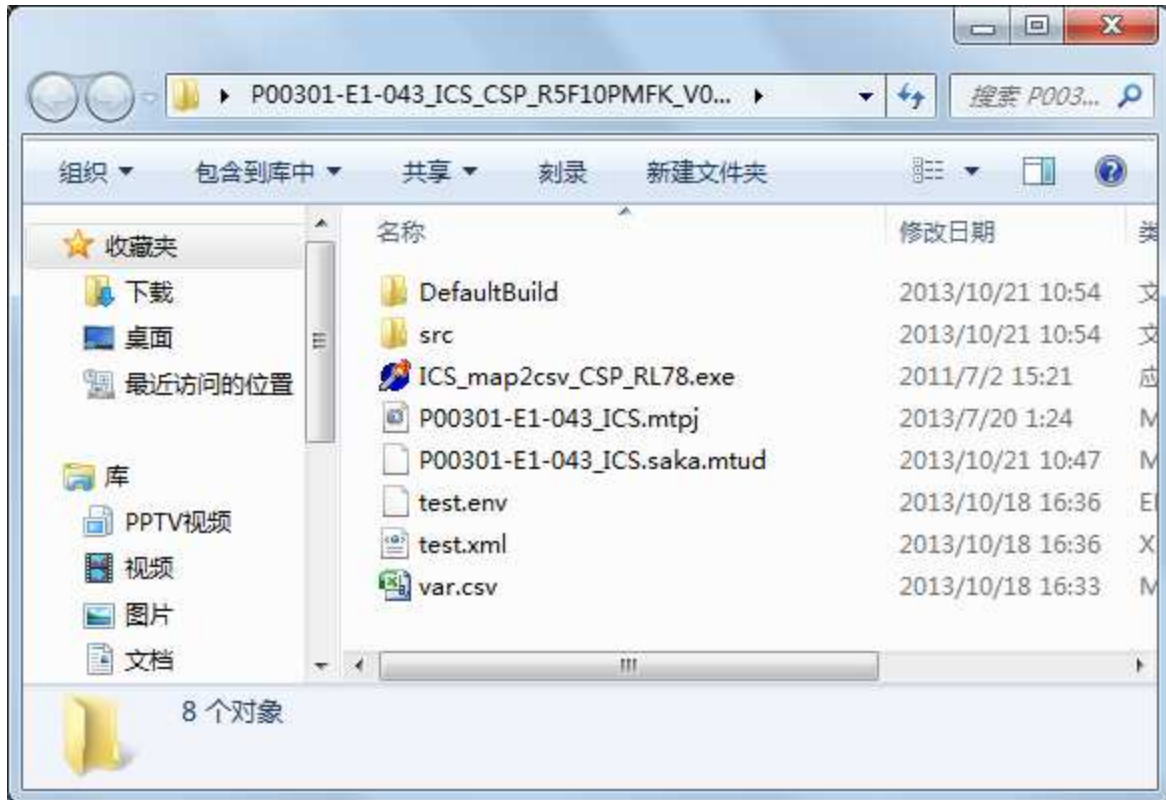 P00301-E1-043_ICS_CSP_R5F10PMFK_V0... 搜索 P003...
组织 包含到库中 共享 刻录 新建文件夹
收藏夹
下载
桌面
最近访问的位置
库
PPTV视频
视频
图片
文档
名称 修改日期 类
DefaultBuild 2013/10/21 10:54 文
src 2013/10/21 10:54 文
ICS_map2csv_CSP_RL78.exe 2011/7/2 15:21 应
P00301-E1-043_ICS.mtpj 2013/7/20 1:24 M
P00301-E1-043_ICS.saka.mtud 2013/10/21 10:47 M
test.env 2013/10/18 16:36 El
test.xml 2013/10/18 16:36 X
var.csv 2013/10/18 16:33 M
8 个对象